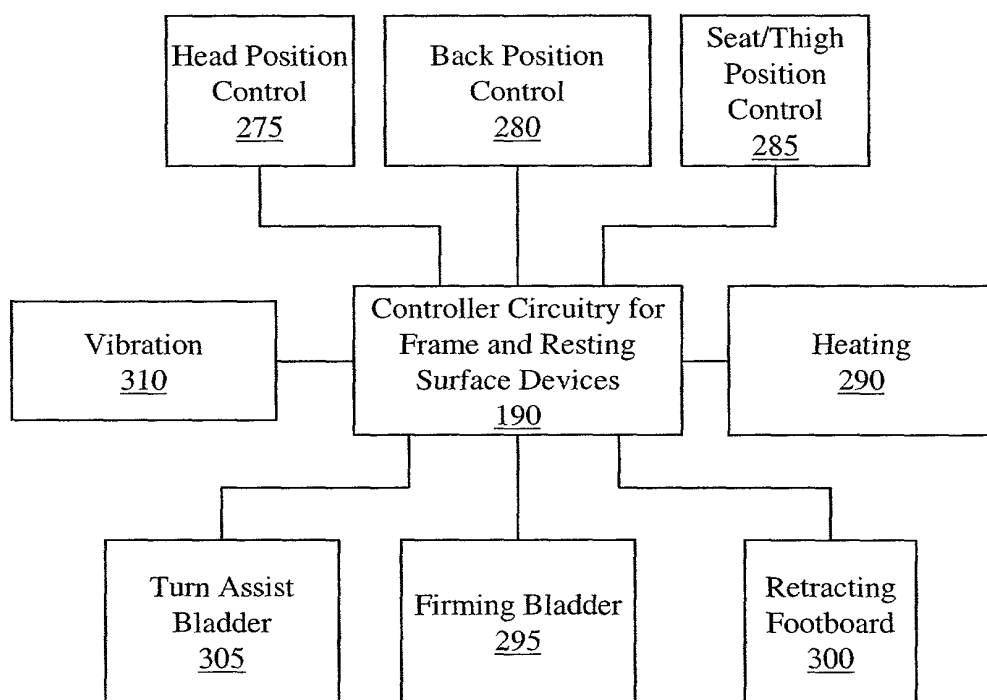 Head Position
Control
275
Back Position
Control
280
Seat/Thigh
Position
Control
285
Vibration
310
Controller Circuitry for
Frame and Resting
Surface Devices
190
Heating
290
Turn Assist
Bladder
305
Firming Bladder
295
Retracting
Footboard
300